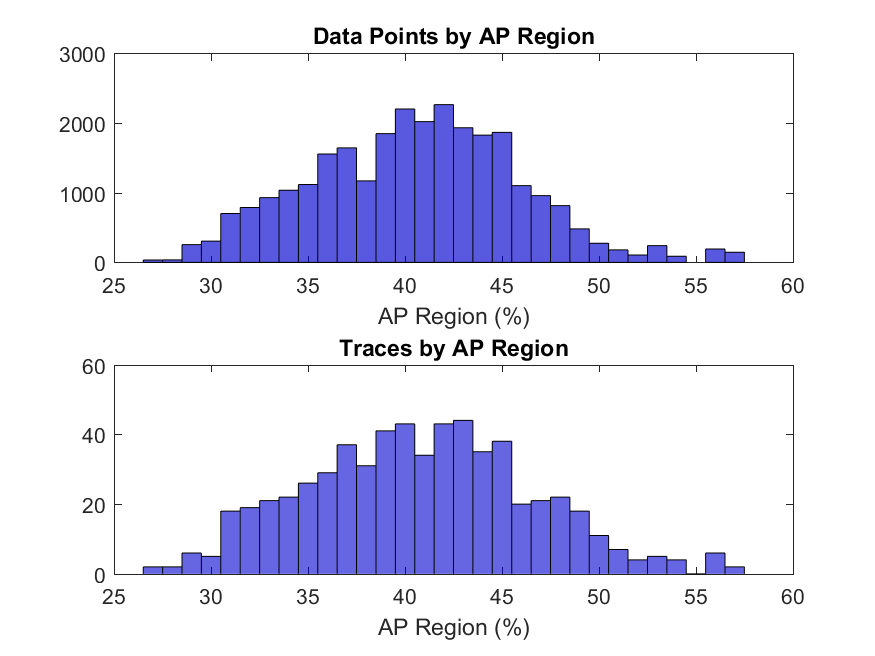 Data Points by AP Region
3000
2000
1000
0
25 30 35 40 45 50 55 60
AP Region (%)
Traces by AP Region
60
40
20
0
25 30 35 40 45 50 55 60
AP Region (%)